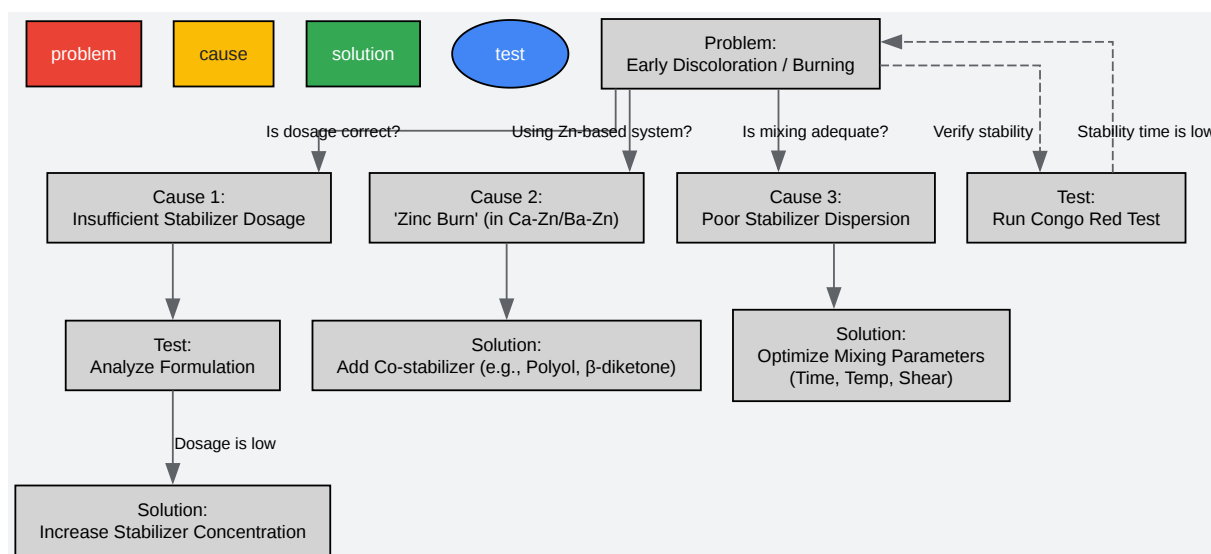 problem
cause
solution
test
Problem:
Early Discoloration / Burning
Is dosage correct?
Using Zn-based system?
Is mixing adequate?
Verify stability
Stability time is low
Cause 1:
Insufficient Stabilizer Dosage
Cause 2:
'Zinc Burn' (in Ca-Zn/Ba-Zn)
Cause 3:
Poor Stabilizer Dispersion
Test:
Run Congo Red Test
Test:
Analyze Formulation
Solution:
Add Co-stabilizer (e.g., Polyol, β-diketone)
Solution:
Optimize Mixing Parameters
(Time, Temp, Shear)
Dosage is low
Solution:
Increase Stabilizer Concentration